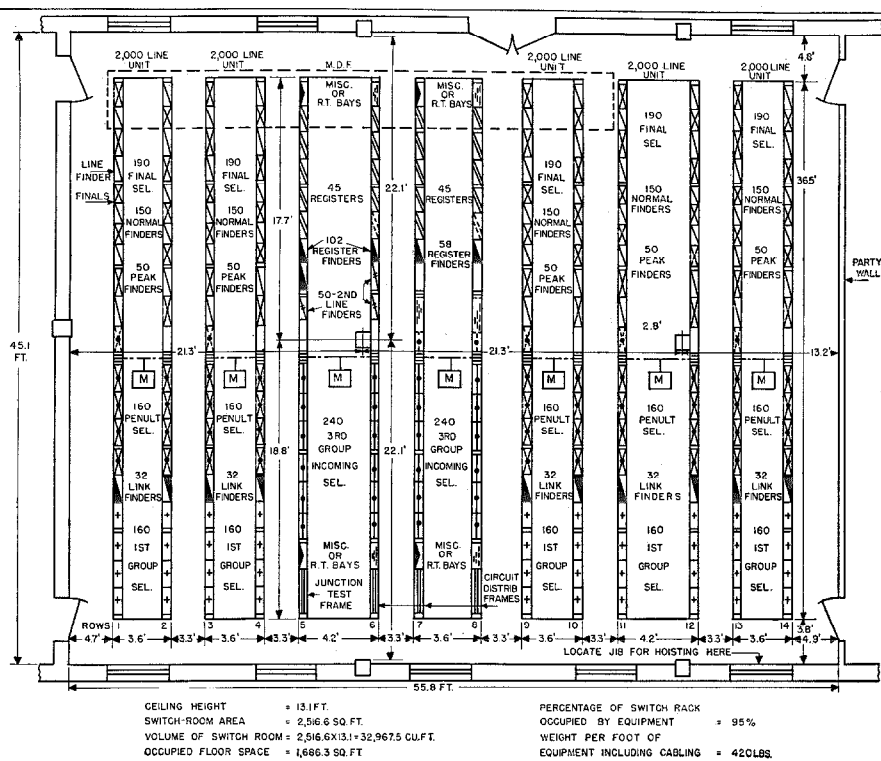 2,000 LINE UNIT
2,000 LINE UNIT
M.D.F.
2,000 LINE UNIT
2,000 LINE UNIT
2,000 LINE UNIT
4.8'
MISC. OR R.T. BAYS
MISC. OR R.T. BAYS
LINE FINDER
FINALS
190 FINAL SEL.
150 NORMAL FINDERS
50 PEAK FINDERS
190 FINAL SEL.
150 NORMAL FINDERS
50 PEAK FINDERS
17.7'
45 REGISTERS
102 REGISTER FINDERS
50-2ND LINE FINDERS
22.1'
45 REGISTERS
58 REGISTER FINDERS
190 FINAL SEL.
150 NORMAL FINDERS
50 PEAK FINDERS
190 FINAL SEL.
150 NORMAL FINDERS
50 PEAK FINDERS
2.8'
190 FINAL SEL.
150 NORMAL FINDERS
50 PEAK FINDERS
365'
PARTY WALL
45.1 FT.
21.3'
21.3'
13.2'
M
M
M
M
M
M
M
160 PENULT SEL.
32 LINK FINDERS
160 1ST GROUP SEL.
160 PENULT SEL.
32 LINK FINDERS
160 1ST GROUP SEL.
18.8'
240 3RD GROUP INCOMING SEL.
MISC. OR R.T. BAYS
JUNCTION TEST FRAME
22.1'
240 3RD GROUP INCOMING SEL.
MISC. OR R.T. BAYS
CIRCUIT DISTRIB FRAMES
160 PENULT SEL.
32 LINK FINDERS
160 1ST GROUP SEL.
160 PENULT SEL.
32 LINK FINDERS
160 1ST GROUP SEL.
160 PENULT SEL.
32 LINK FINDERS
160 1ST GROUP SEL.
ROWS 1 2 3 4 5 6 7 8 9 10 11 12 13 14
3.8'
4.7' 3.6' 3.3' 3.6' 3.3' 4.2' 3.3' 3.6' 3.3' 3.6' 3.3' 4.2' 3.3' 3.6' 4.9'
LOCATE JIB FOR HOISTING HERE
55.8 FT.
CEILING HEIGHT = 13.1 FT.
SWITCH-ROOM AREA = 2,516.6 SQ. FT.
VOLUME OF SWITCH ROOM = 2,516.6X13.1 = 32,967.5 CU.FT.
OCCUPIED FLOOR SPACE = 1,686.3 SQ. FT.
PERCENTAGE OF SWITCH RACK
OCCUPIED BY EQUIPMENT = 95%
WEIGHT PER FOOT OF
EQUIPMENT INCLUDING CABLING = 420LBS.